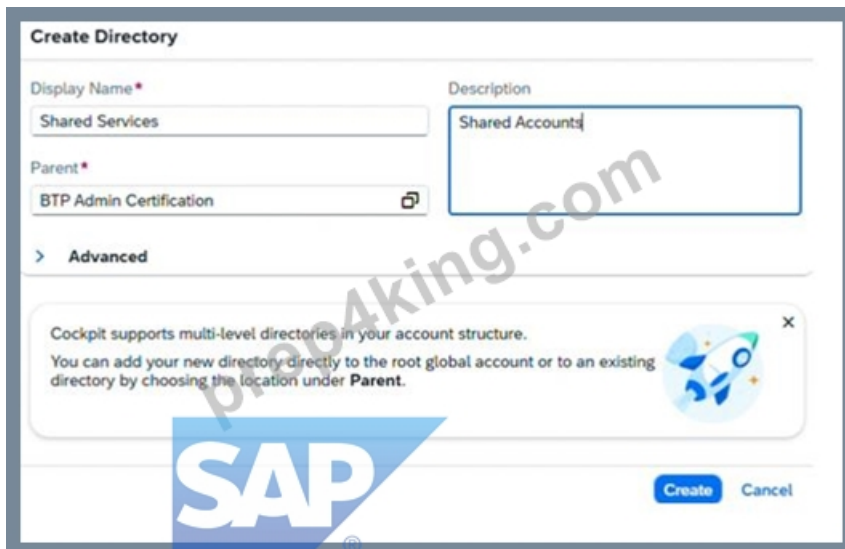 Create Directory
Display Name*
Description
Shared Services
Shared Accounts
Parent*
BTP Admin Certification
> Advanced
Cockpit supports multi-level directories in your account structure.
You can add your new directory directly to the root global account or to an existing
directory by choosing the location under Parent.
prep4king.com
SAP
®
Create
Cancel